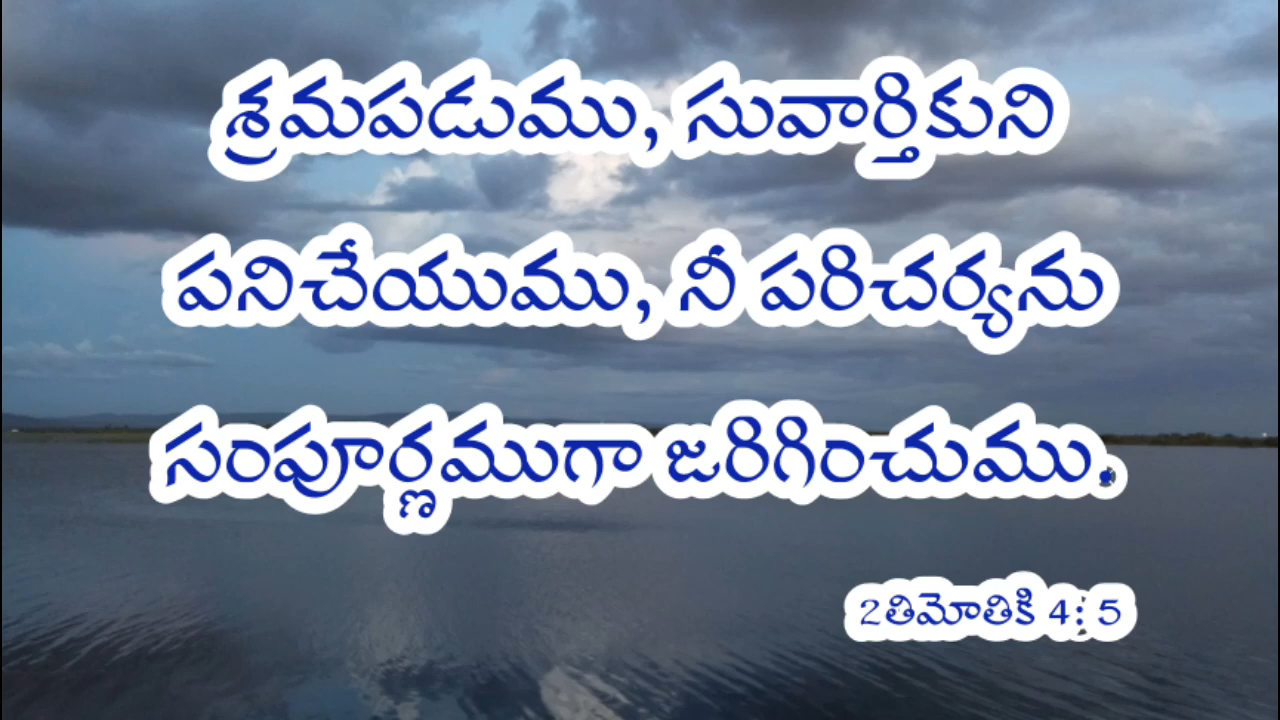 శ్రమపడుము, సువార్తికుని
పనిచేయుము, నీ పరిచర్యను
సంపూర్ణముగా జరిగించుము.
2తిమోతికి 4: 5